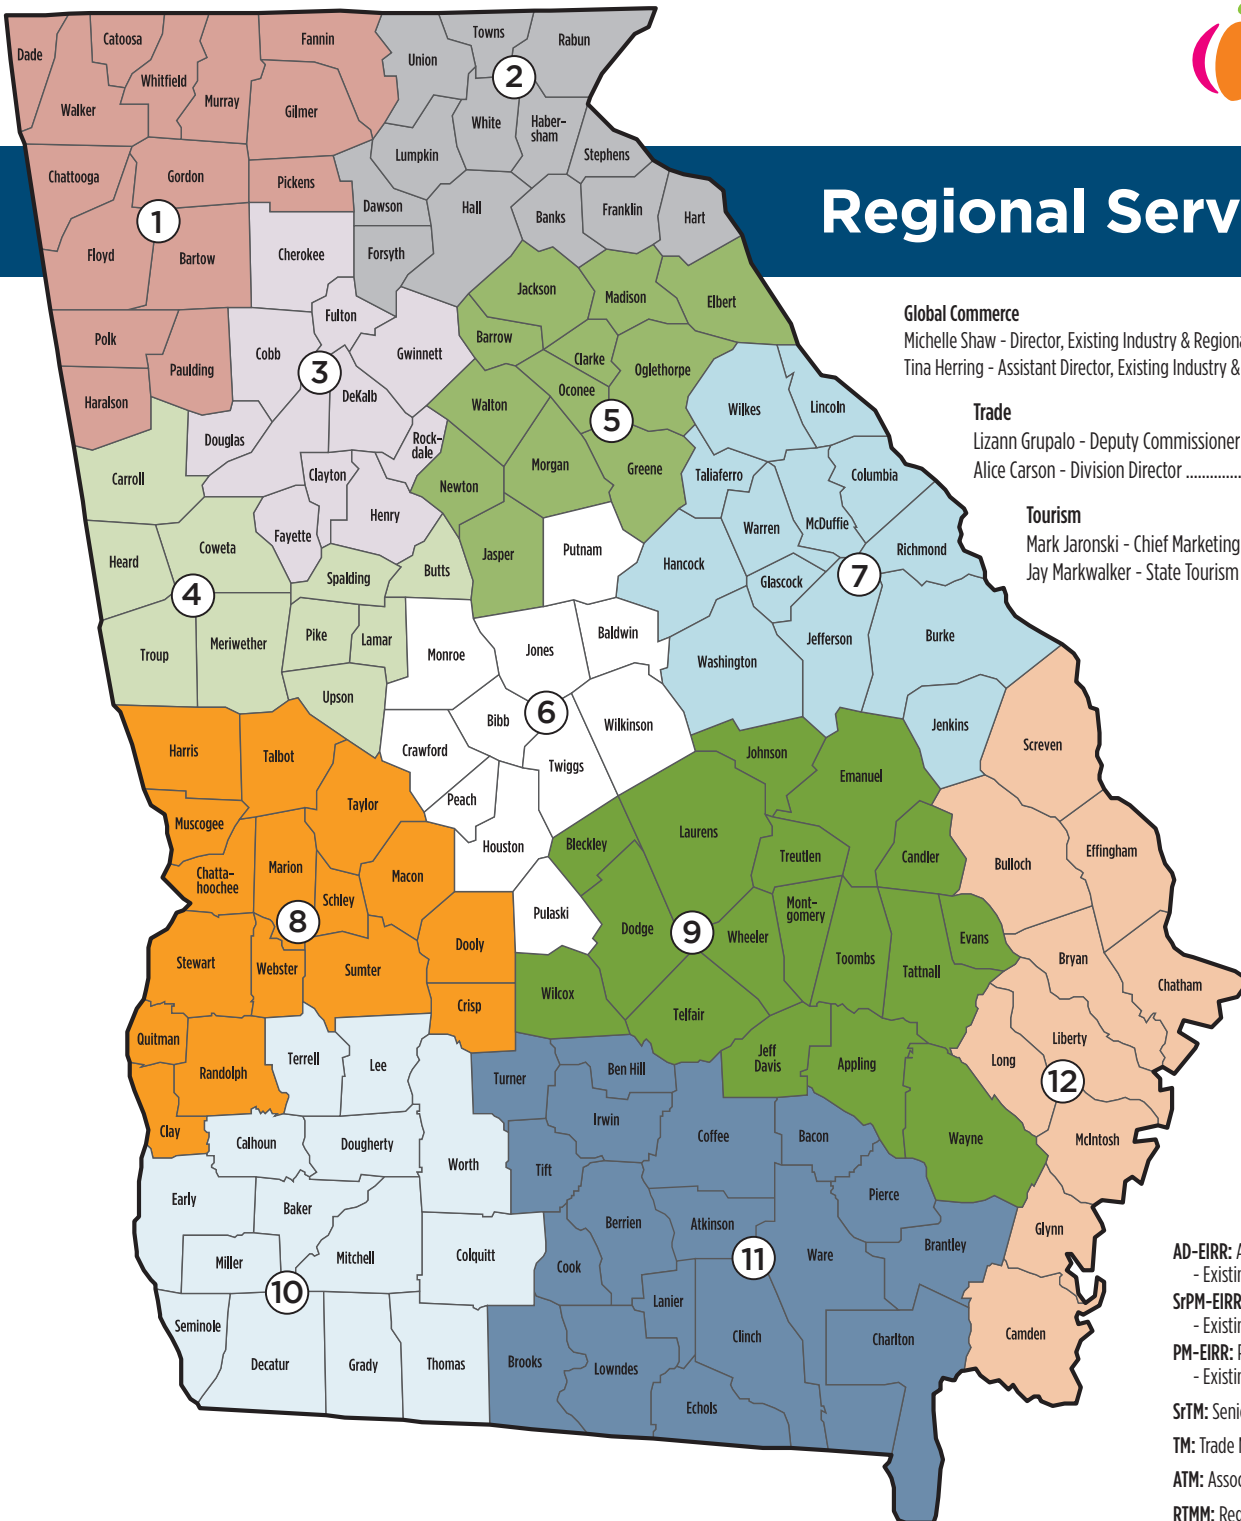 Dade
Catoosa
Fannin
Towns
Rabun
Union
2
Whitfield
Walker
Murray
Gilmer
White
Haber-
sham
Lumpkin
Stephens
Chattooga
Gordon
Pickens
Dawson
Hall
Banks
Franklin
Hart
1
Regional Serv
Floyd
Bartow
Cherokee
Forsyth
Jackson
Madison
Elbert
Fulton
Global Commerce
Michelle Shaw - Director, Existing Industry & Regiona
Tina Herring - Assistant Director, Existing Industry &
Polk
Paulding
Cobb
3
Gwinnett
Barrow
Clarke
Oglethorpe
Haralson
DeKalb
Oconee
Walton
5
Wilkes
Lincoln
Trade
Lizann Grupalo - Deputy Commissioner
Alice Carson - Division Director ...............
Douglas
Rock-
dale
Carroll
Clayton
Newton
Morgan
Greene
Taliaferro
Columbia
Fayette
Henry
Warren
McDuffie
Richmond
Tourism
Mark Jaronski - Chief Marketing
Jay Markwalker - State Tourism
Heard
Coweta
Spalding
Butts
Jasper
Putnam
Hancock
Glascock
7
4
Troup
Meriwether
Pike
Lamar
Monroe
Jones
Baldwin
Washington
Jefferson
Burke
Upson
Bibb
6
Wilkinson
Jenkins
Screven
Harris
Talbot
Crawford
Twiggs
Johnson
Emanuel
Muscogee
Taylor
Peach
Houston
Bleckley
Laurens
Treutlen
Candler
Bulloch
Effingham
Chatta-
hoochee
Marion
Schley
Macon
8
Pulaski
Dodge
9
Wheeler
Mont-
gomery
Toombs
Tattnall
Evans
Bryan
Chatham
Stewart
Webster
Sumter
Dooly
Crisp
Wilcox
Telfair
Quitman
Randolph
Terrell
Lee
Turner
Ben Hill
Jeff
Davis
Appling
Long
Liberty
12
Clay
Calhoun
Dougherty
Worth
Irwin
Coffee
Bacon
Wayne
McIntosh
Early
Baker
Tift
Berrien
Atkinson
Pierce
Brantley
Glynn
Miller
Mitchell
Colquitt
Cook
11
Ware
10
Lanier
Seminole
Decatur
Grady
Thomas
Brooks
Lowndes
Clinch
Charlton
Camden
Echols
AD-EIRR: A
- Existin
SrPM-EIRR
- Existin
PM-EIRR: P
- Existin
SrTM: Senio
TM: Trade M
ATM: Assoc
RTMM: Reg